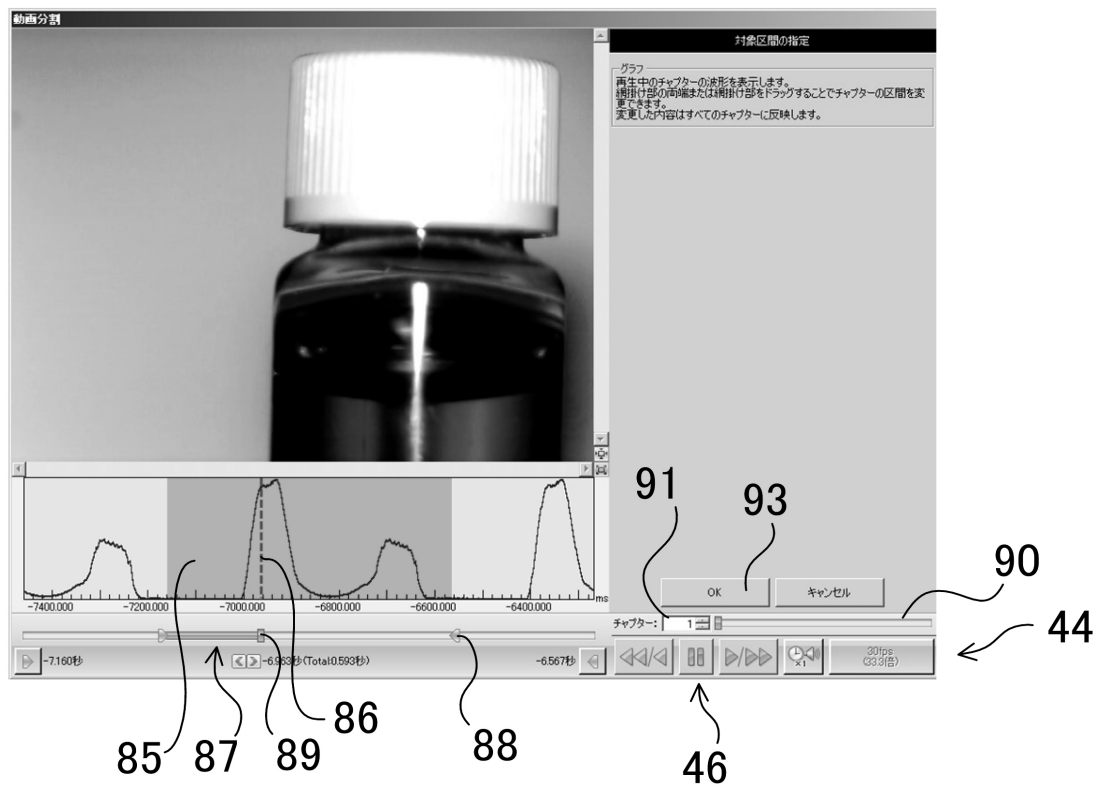 動画分割
対象区間の指定
グラフ
再生中のチャプターの波形を表示します。
網掛け部の両端または網掛け部をドラッグすることでチャプターの区間を変
更できます。
変更した内容はすべてのチャプターに反映します。
91
93
90
44
OK
キャンセル
-7400.000
-7200.000
-7000.000
-6800.000
-6600.000
-6400.000
ms
チャプター:
1
-7.160秒
-6.963秒(Total:0.593秒)
-6.567秒
×1
30fps
(33.3倍)
85
87
89
86
88
46